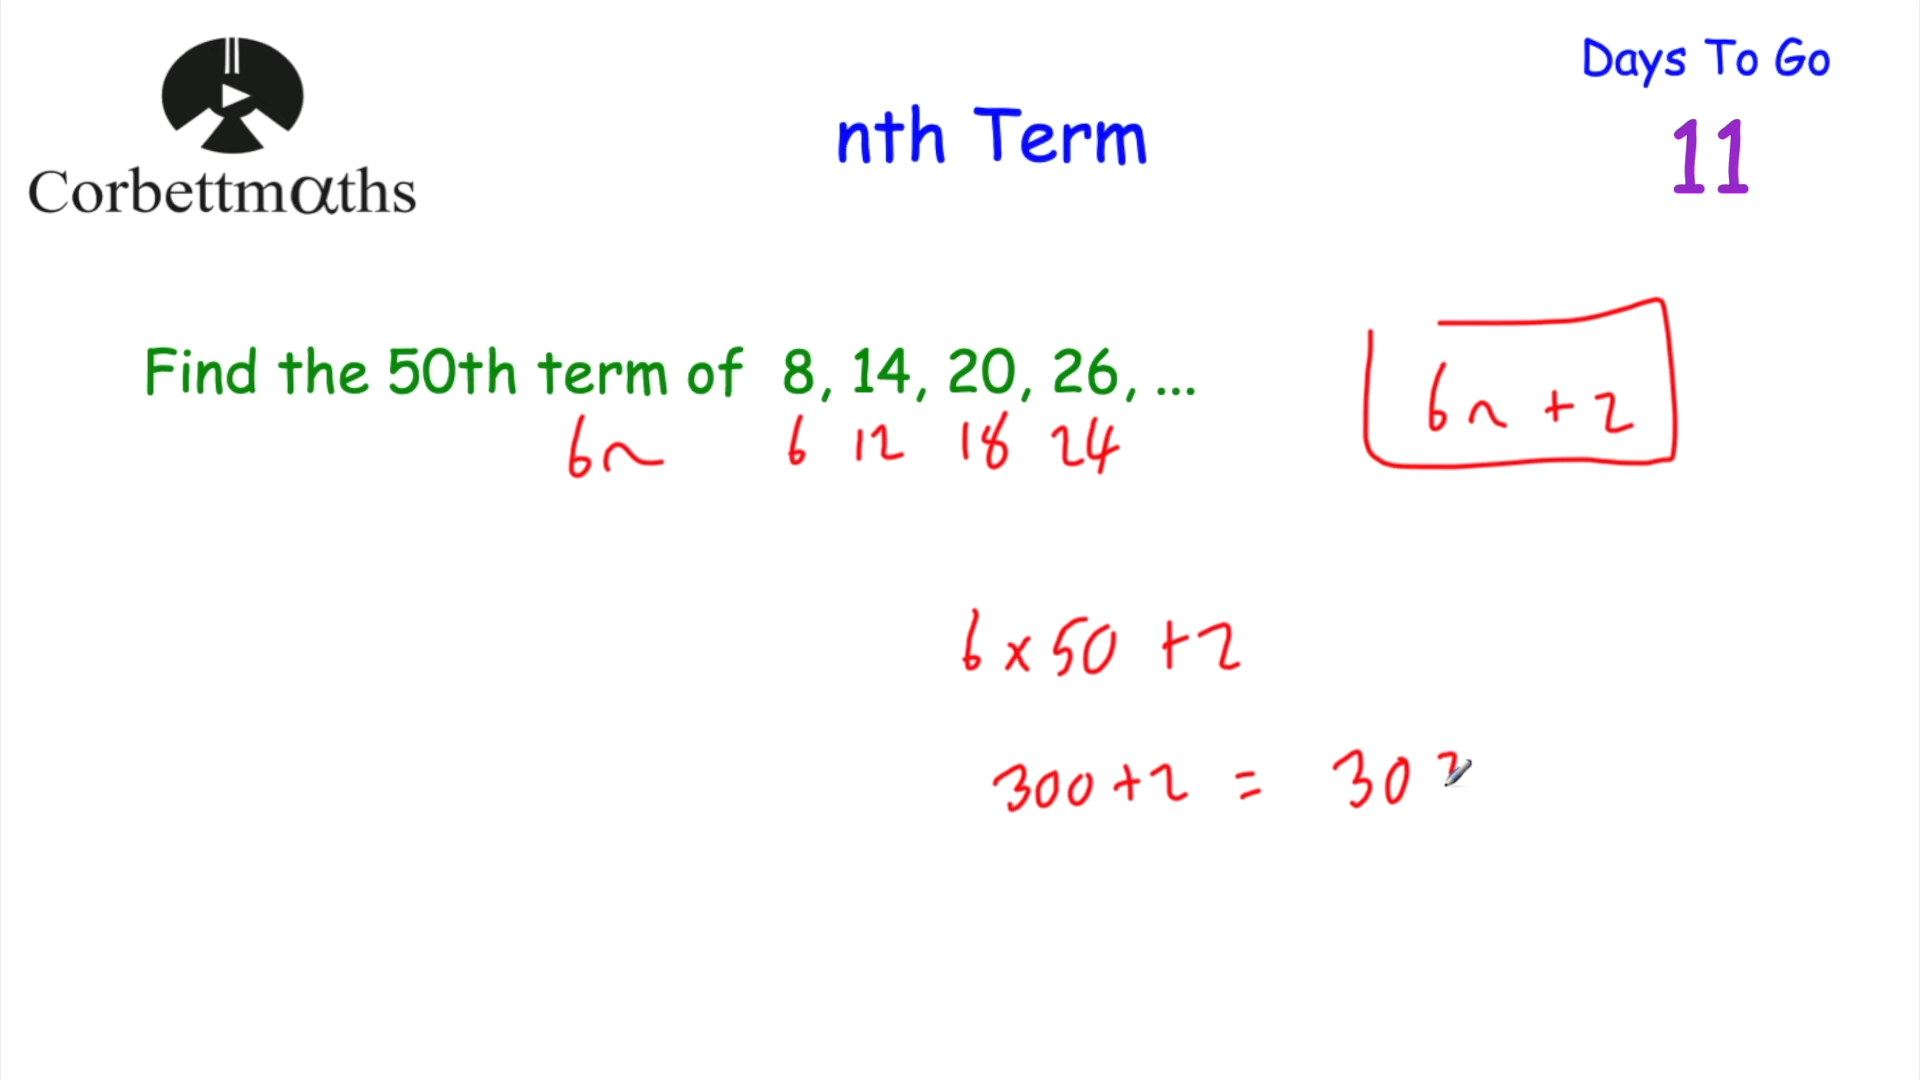 Days To Go
11
nth Term
Corbettmαths
Find the 50th term of 8, 14, 20, 26, ...
6n 6 12 18 24
6n + 2
6 x 50 + 2
300 + 2 = 30